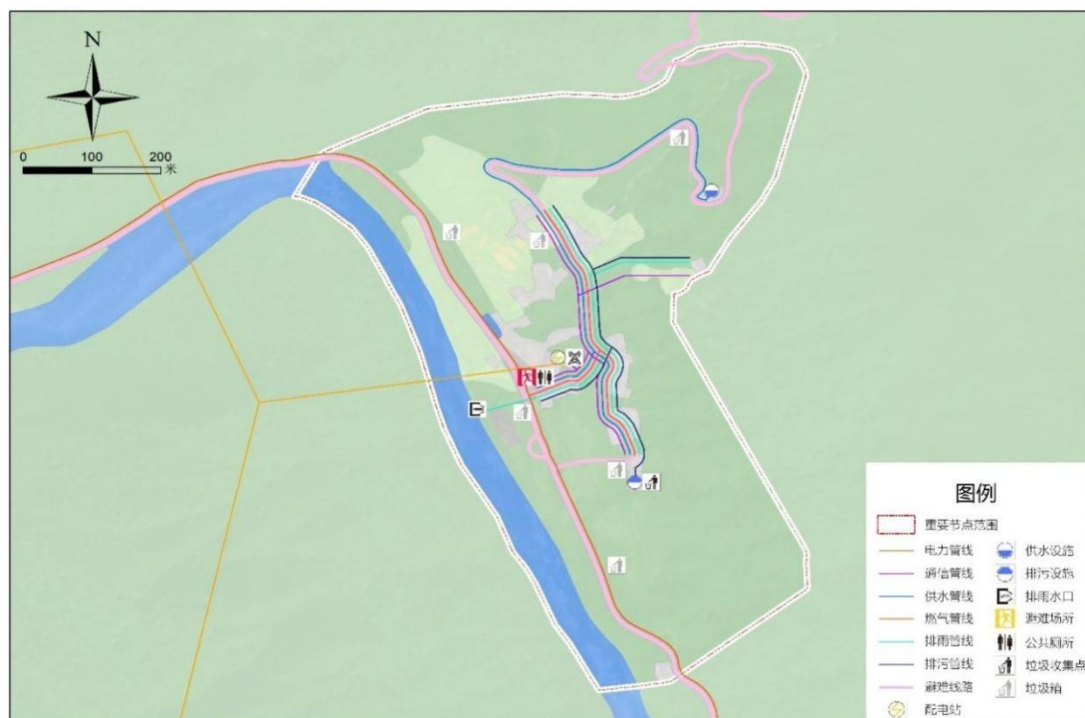 N
0 100 200
米
图例
重要节点范围
电力管线
通信管线
供水管线
燃气管线
排雨管线
排污管线
避难线路
配电站
供水设施
排污设施
排雨水口
避难场所
公共厕所
垃圾收集点
垃圾箱